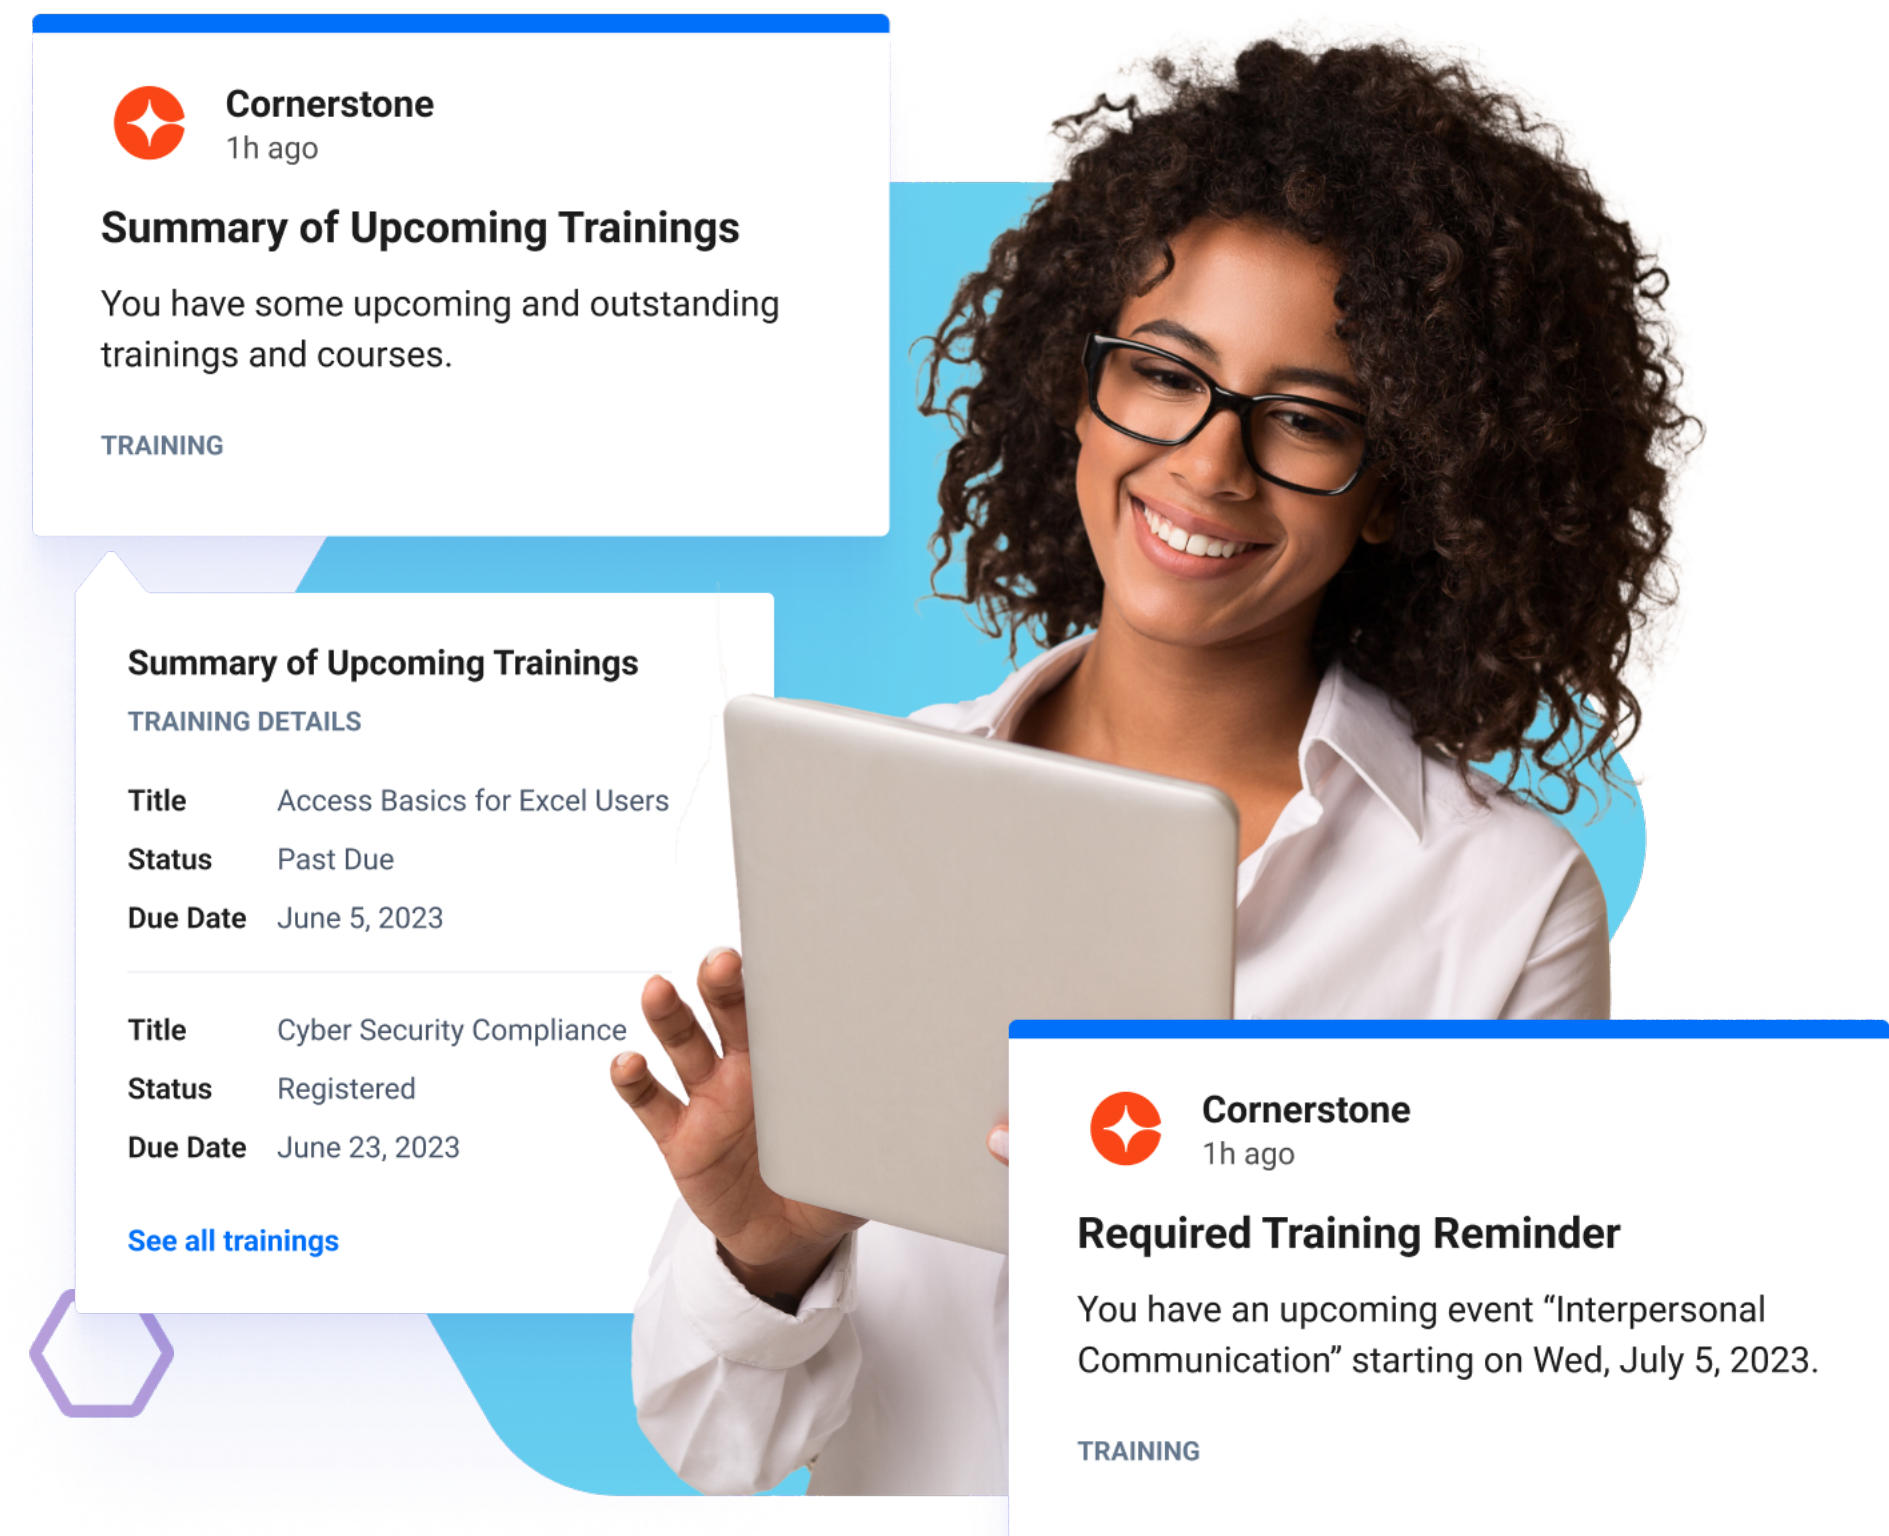 Cornerstone
1h ago
Summary of Upcoming Trainings
You have some upcoming and outstanding
trainings and courses.
TRAINING
Summary of Upcoming Trainings
TRAINING DETAILS
Title Access Basics for Excel Users
Status Past Due
Due Date June 5, 2023
Title Cyber Security Compliance
Status Registered
Due Date June 23, 2023
See all trainings
Cornerstone
1h ago
Required Training Reminder
You have an upcoming event “Interpersonal
Communication” starting on Wed, July 5, 2023.
TRAINING